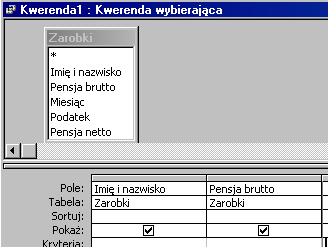 Kwerenda1 : Kwerenda wybierająca
Zarobki
*
Imię i nazwisko
Pensja brutto
Miesiąc
Podatek
Pensja netto
Pole: Imię i nazwisko Pensja brutto
Tabela: Zarobki Zarobki
Sortuj:
Pokaż:
Kryteria: